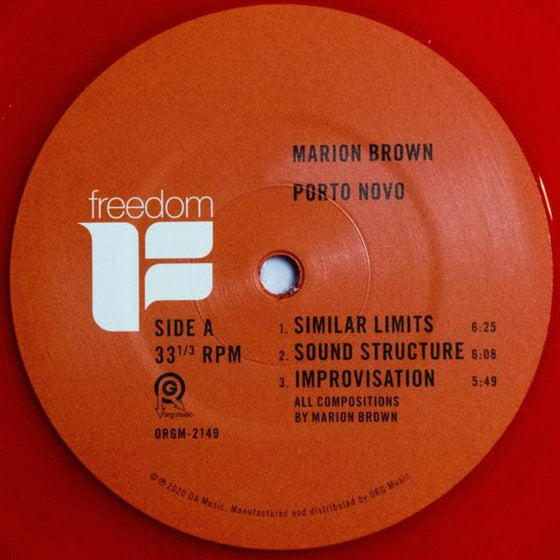 MARION BROWN
PORTO NOVO
freedom
F
SIDE A
33 1/3 RPM
1. SIMILAR LIMITS 6:25
2. SOUND STRUCTURE 6:08
3. IMPROVISATION 5:49
ALL COMPOSITIONS
BY MARION BROWN
org music
ORGM-2149
©℗ 2020 DA Music. Manufactured and distributed by ORG Music.